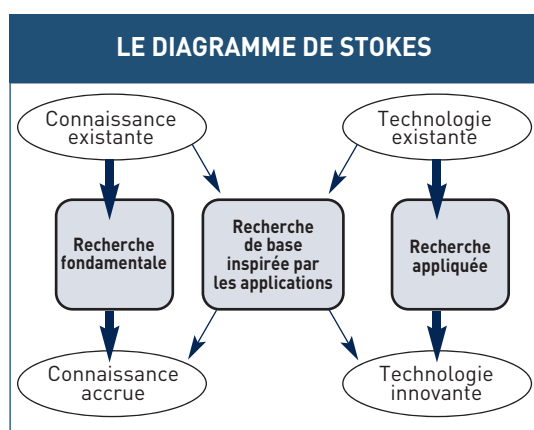 LE DIAGRAMME DE STOKES
Connaissance
existante
Technologie
existante
Recherche
fondamentale
Recherche
de base
inspirée par
les applications
Recherche
appliquée
Connaissance
accrue
Technologie
innovante